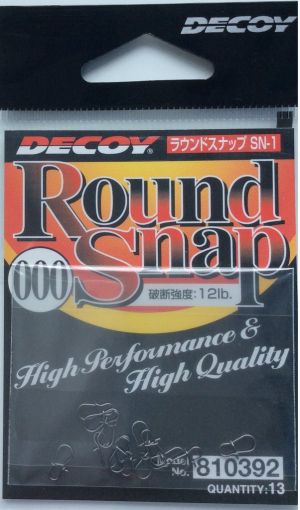 DECOY
DECOY® ラウンドスナップ SN-1
Round
000 Snap
破断強度:12lb.
High Performance &
High Quality
Model No. 810392
QUANTITY:13